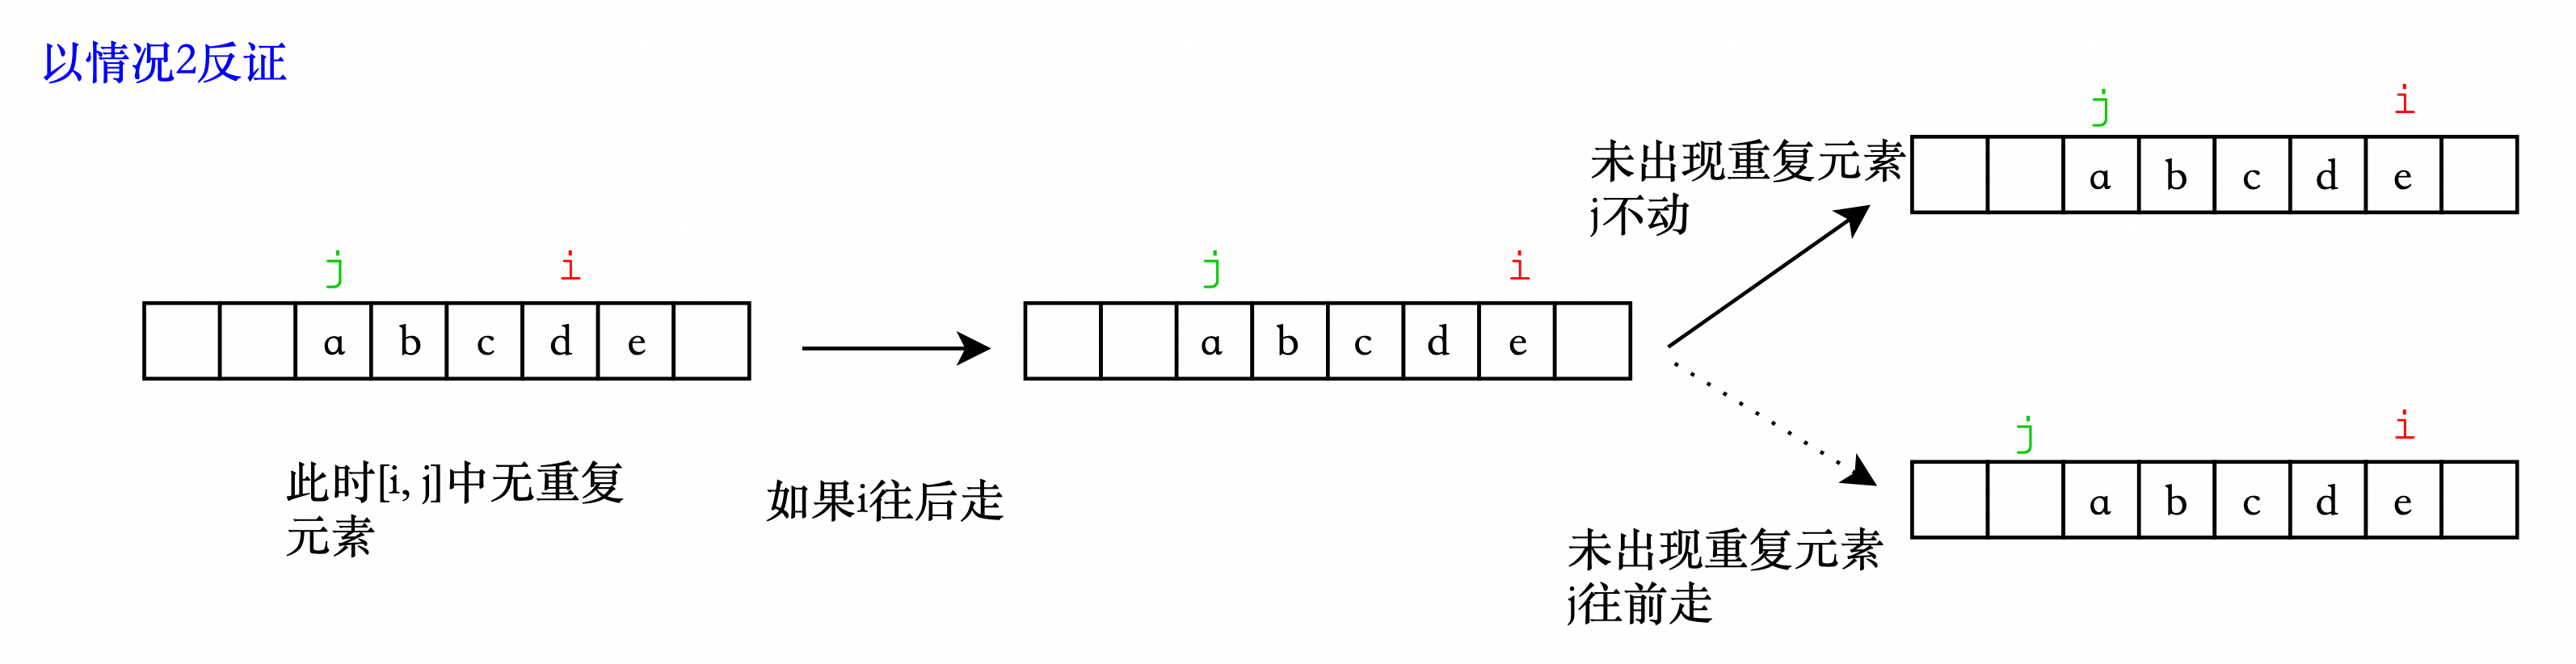 以情况2反证
j i
a b c d e
此时[i, j]中无重复
元素
如果i往后走
j i
a b c d e
未出现重复元素
j不动
j i
a b c d e
未出现重复元素
j往前走
j i
a b c d e